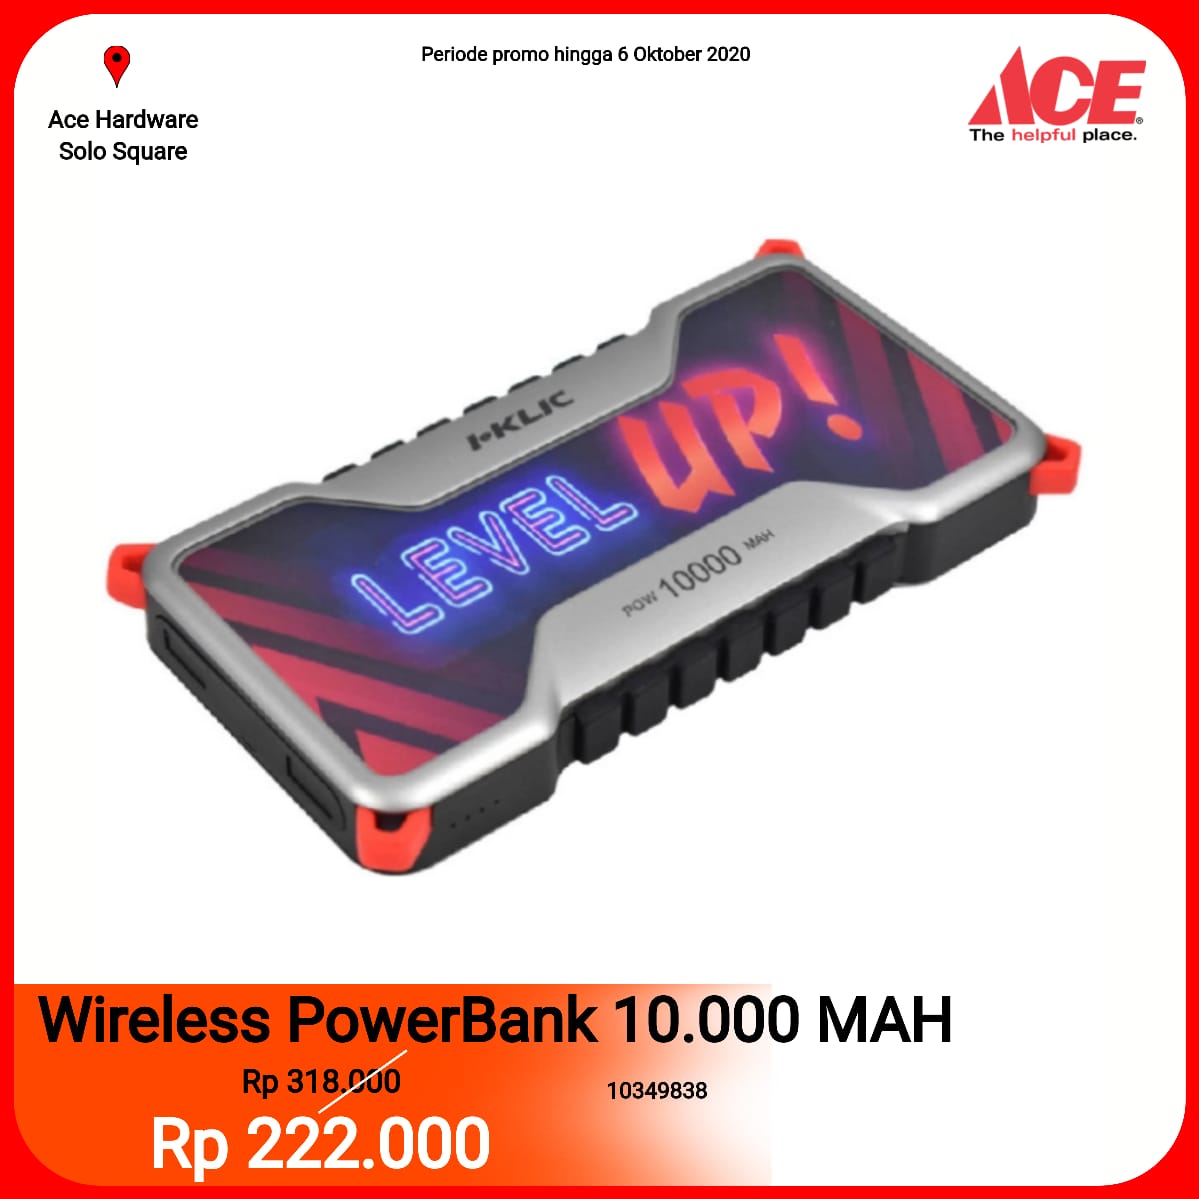 Periode promo hingga 6 Oktober 2020
Ace Hardware
Solo Square
ACE
The helpful place.
I•KLIC
LEVEL UP!
POW 10000 MAH
Wireless PowerBank 10.000 MAH
Rp 318.000
10349838
Rp 222.000